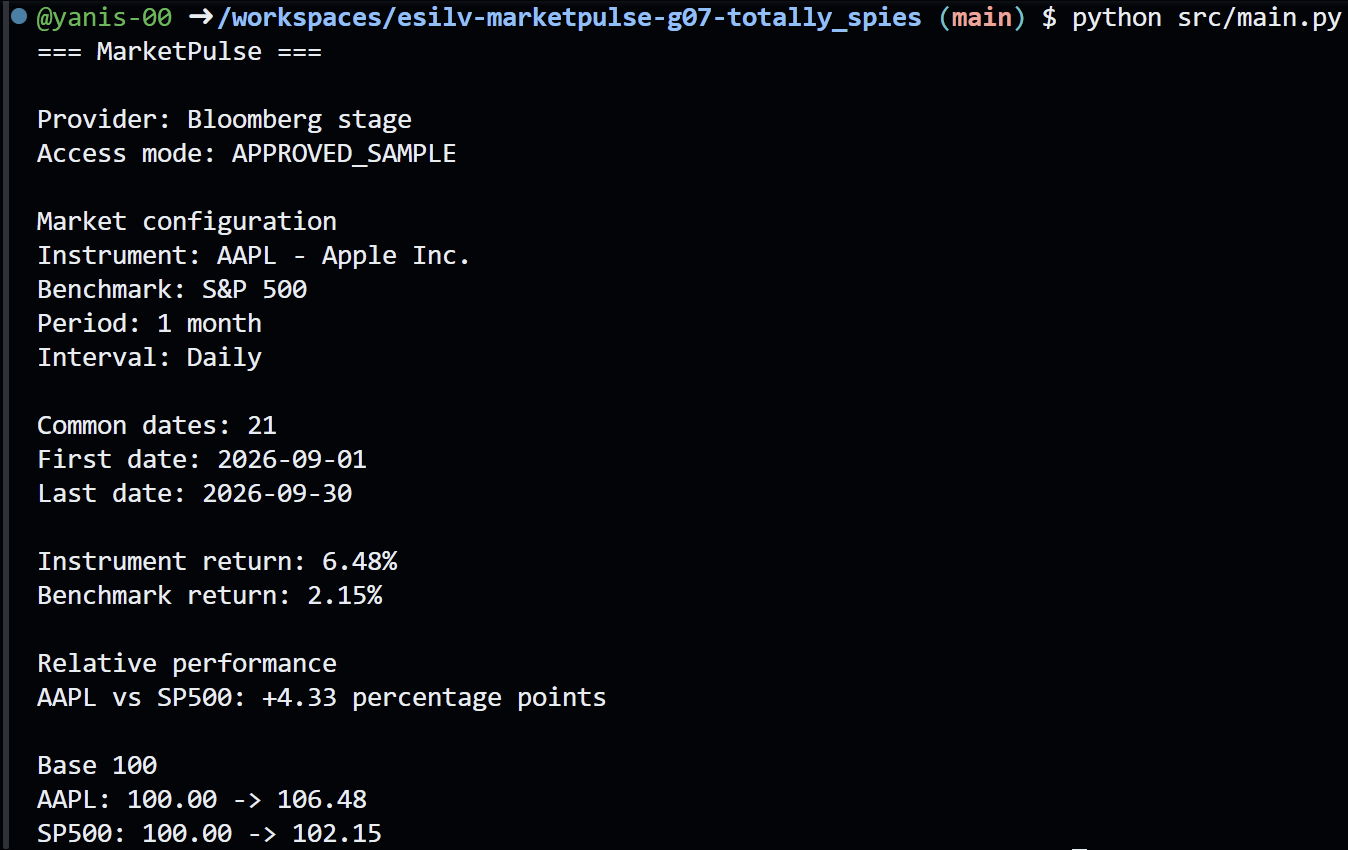 @yanis-00 ➜/workspaces/esilv-marketpulse-g07-totally_spies (main) $ python src/main.py
=== MarketPulse ===
Provider: Bloomberg stage
Access mode: APPROVED_SAMPLE
Market configuration
Instrument: AAPL - Apple Inc.
Benchmark: S&P 500
Period: 1 month
Interval: Daily
Common dates: 21
First date: 2026-09-01
Last date: 2026-09-30
Instrument return: 6.48%
Benchmark return: 2.15%
Relative performance
AAPL vs SP500: +4.33 percentage points
Base 100
AAPL: 100.00 -> 106.48
SP500: 100.00 -> 102.15